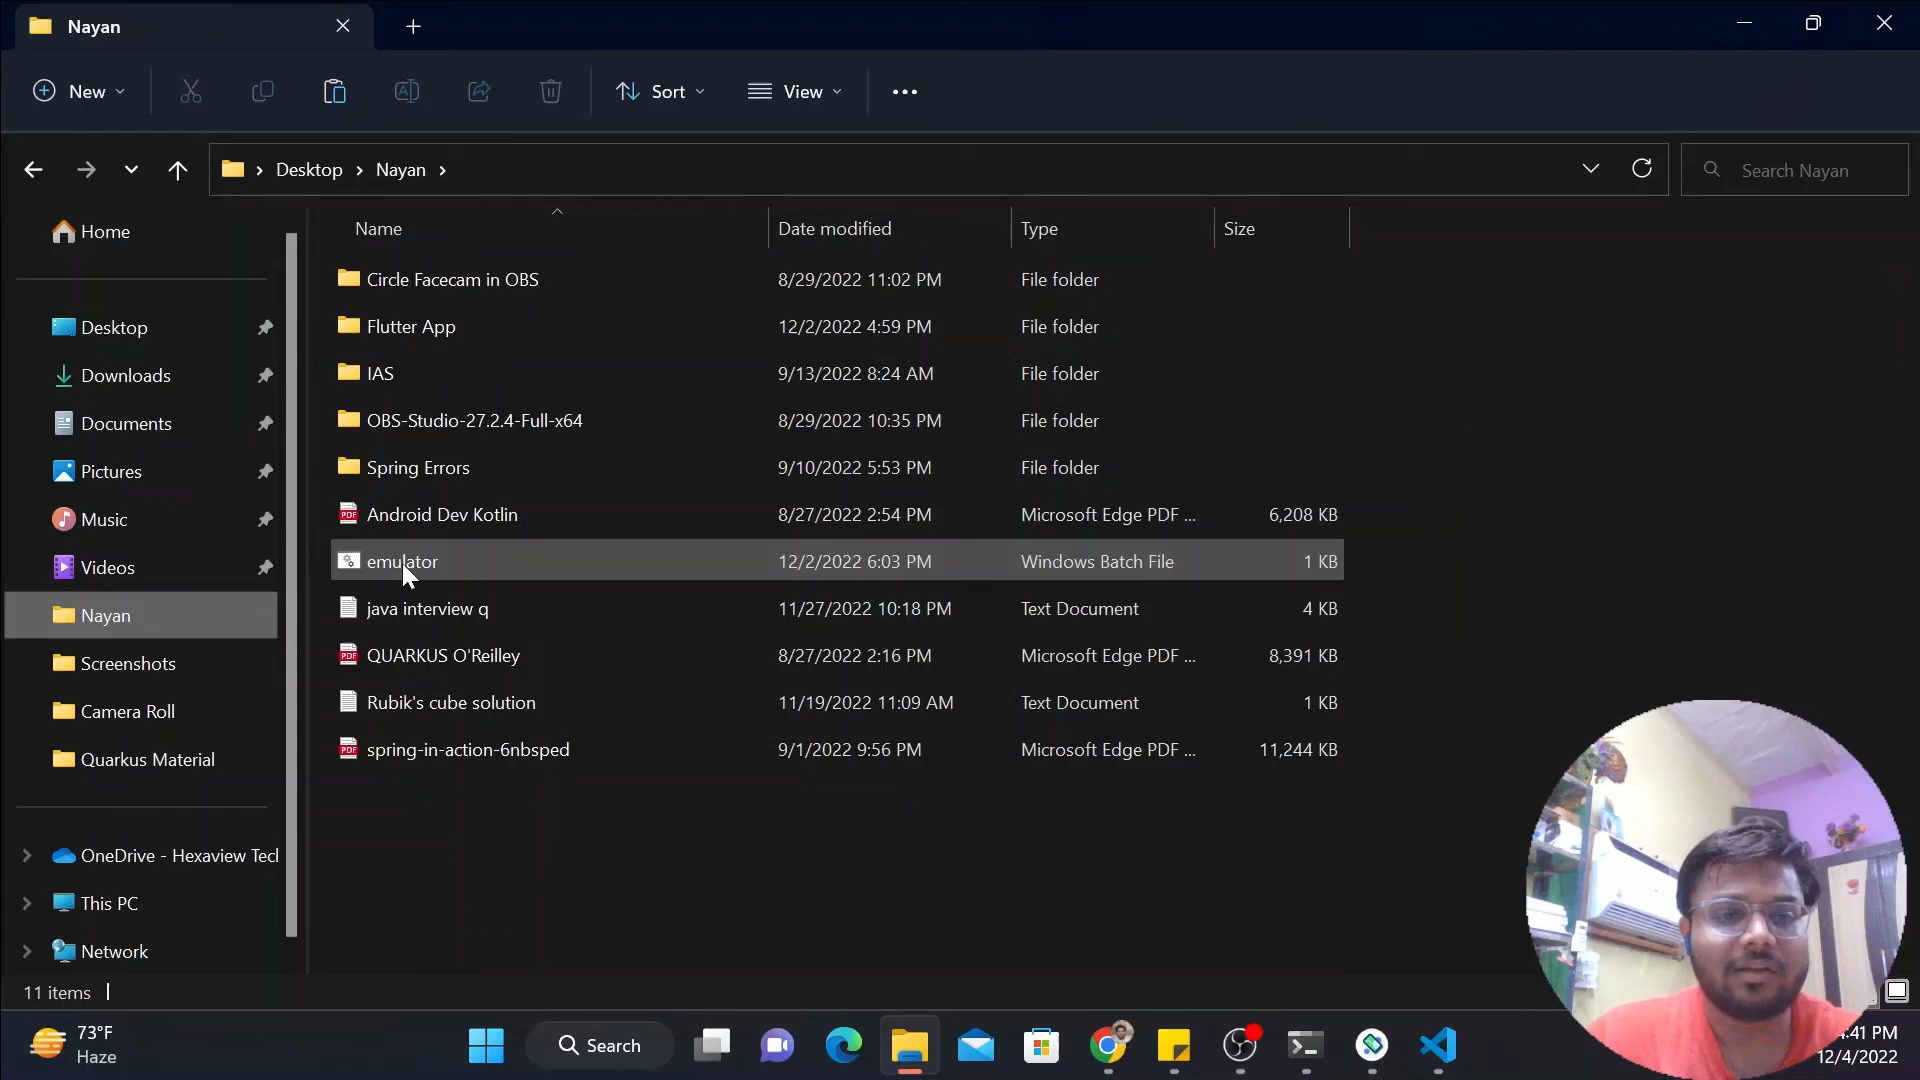 Nayan
New
Sort
View
Desktop
Nayan
Search Nayan
Home
Desktop
Downloads
Documents
Pictures
Music
Videos
Nayan
Screenshots
Camera Roll
Quarkus Material
OneDrive - Hexaview Tecl
This PC
Network
Name Date modified Type Size
Circle Facecam in OBS 8/29/2022 11:02 PM File folder
Flutter App 12/2/2022 4:59 PM File folder
IAS 9/13/2022 8:24 AM File folder
OBS-Studio-27.2.4-Full-x64 8/29/2022 10:35 PM File folder
Spring Errors 9/10/2022 5:53 PM File folder
PDF Android Dev Kotlin 8/27/2022 2:54 PM Microsoft Edge PDF ... 6,208 KB
emulator 12/2/2022 6:03 PM Windows Batch File 1 KB
java interview q 11/27/2022 10:18 PM Text Document 4 KB
PDF QUARKUS O'Reilley 8/27/2022 2:16 PM Microsoft Edge PDF ... 8,391 KB
Rubik's cube solution 11/19/2022 11:09 AM Text Document 1 KB
PDF spring-in-action-6nbsped 9/1/2022 9:56 PM Microsoft Edge PDF ... 11,244 KB
11 items
73°F
Haze
Search
:41 PM
12/4/2022